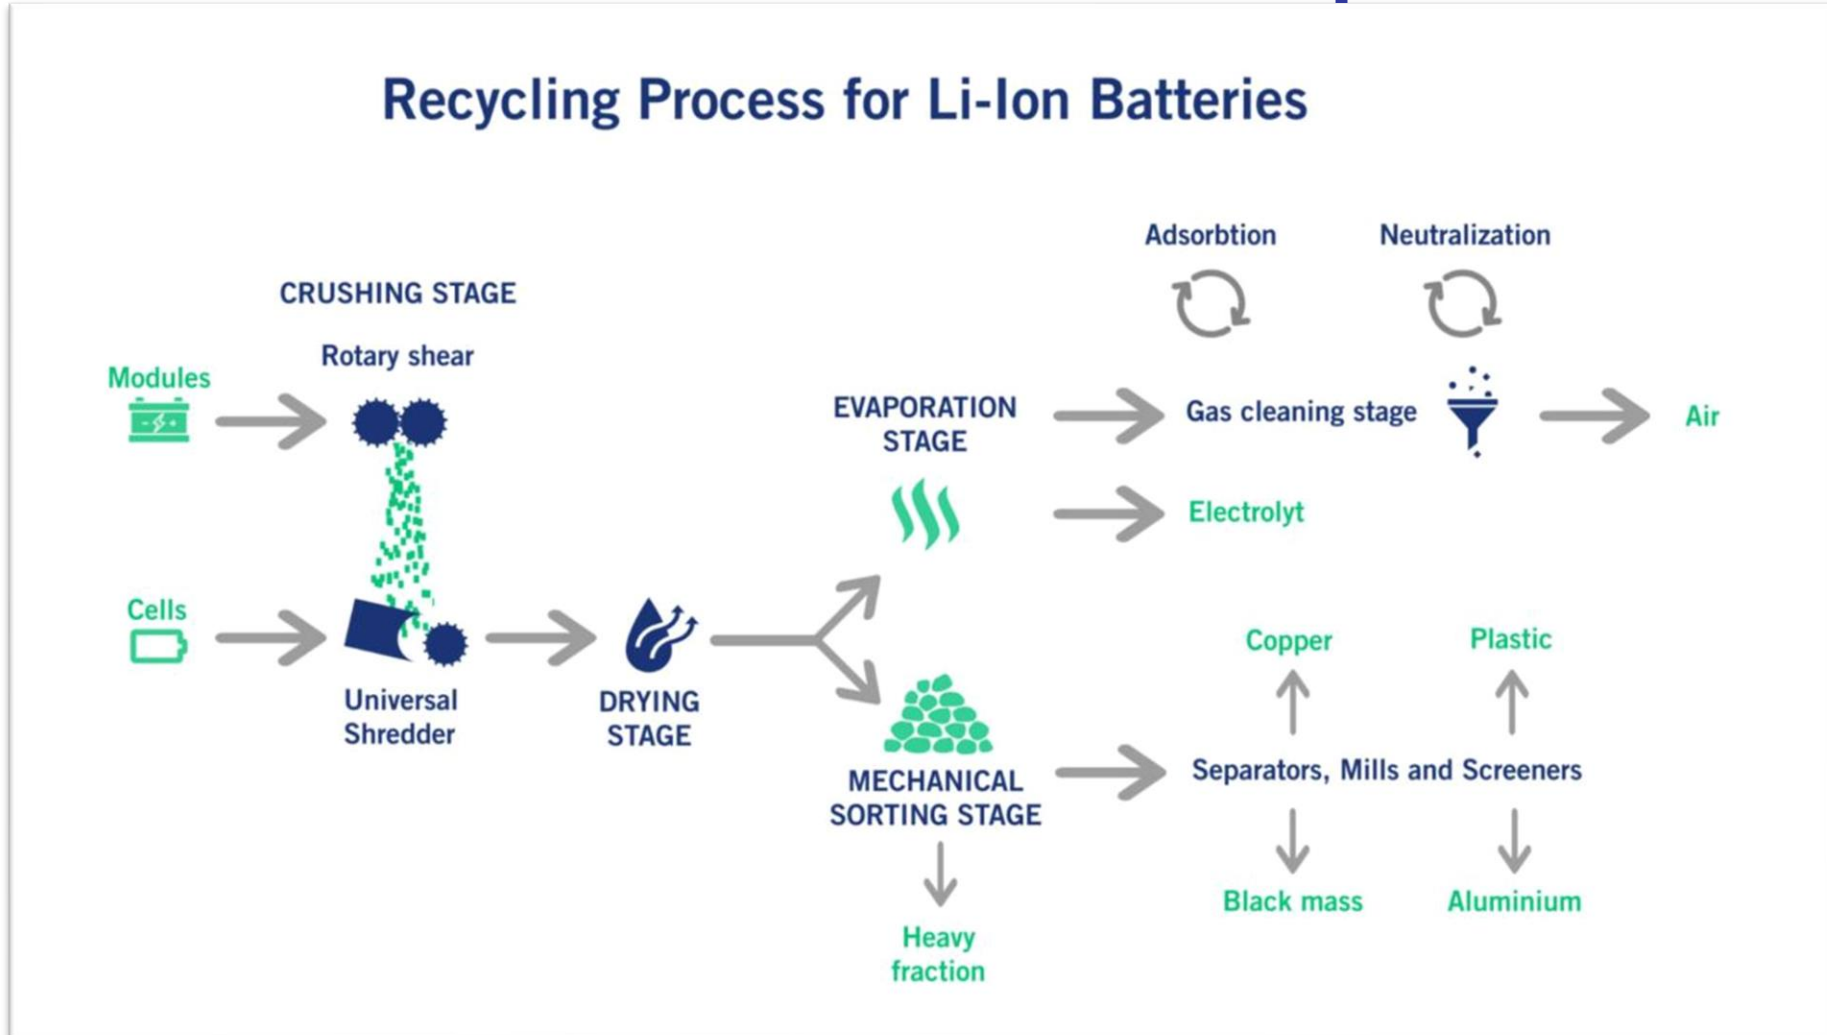 Recycling Process for Li-Ion Batteries
Adsorbtion
Neutralization
CRUSHING STAGE
Rotary shear
Modules
EVAPORATION
STAGE
Gas cleaning stage
Air
Electrolyt
Cells
Universal
Shredder
DRYING
STAGE
MECHANICAL
SORTING STAGE
Heavy
fraction
Copper
Plastic
Separators, Mills and Screeners
Black mass
Aluminium